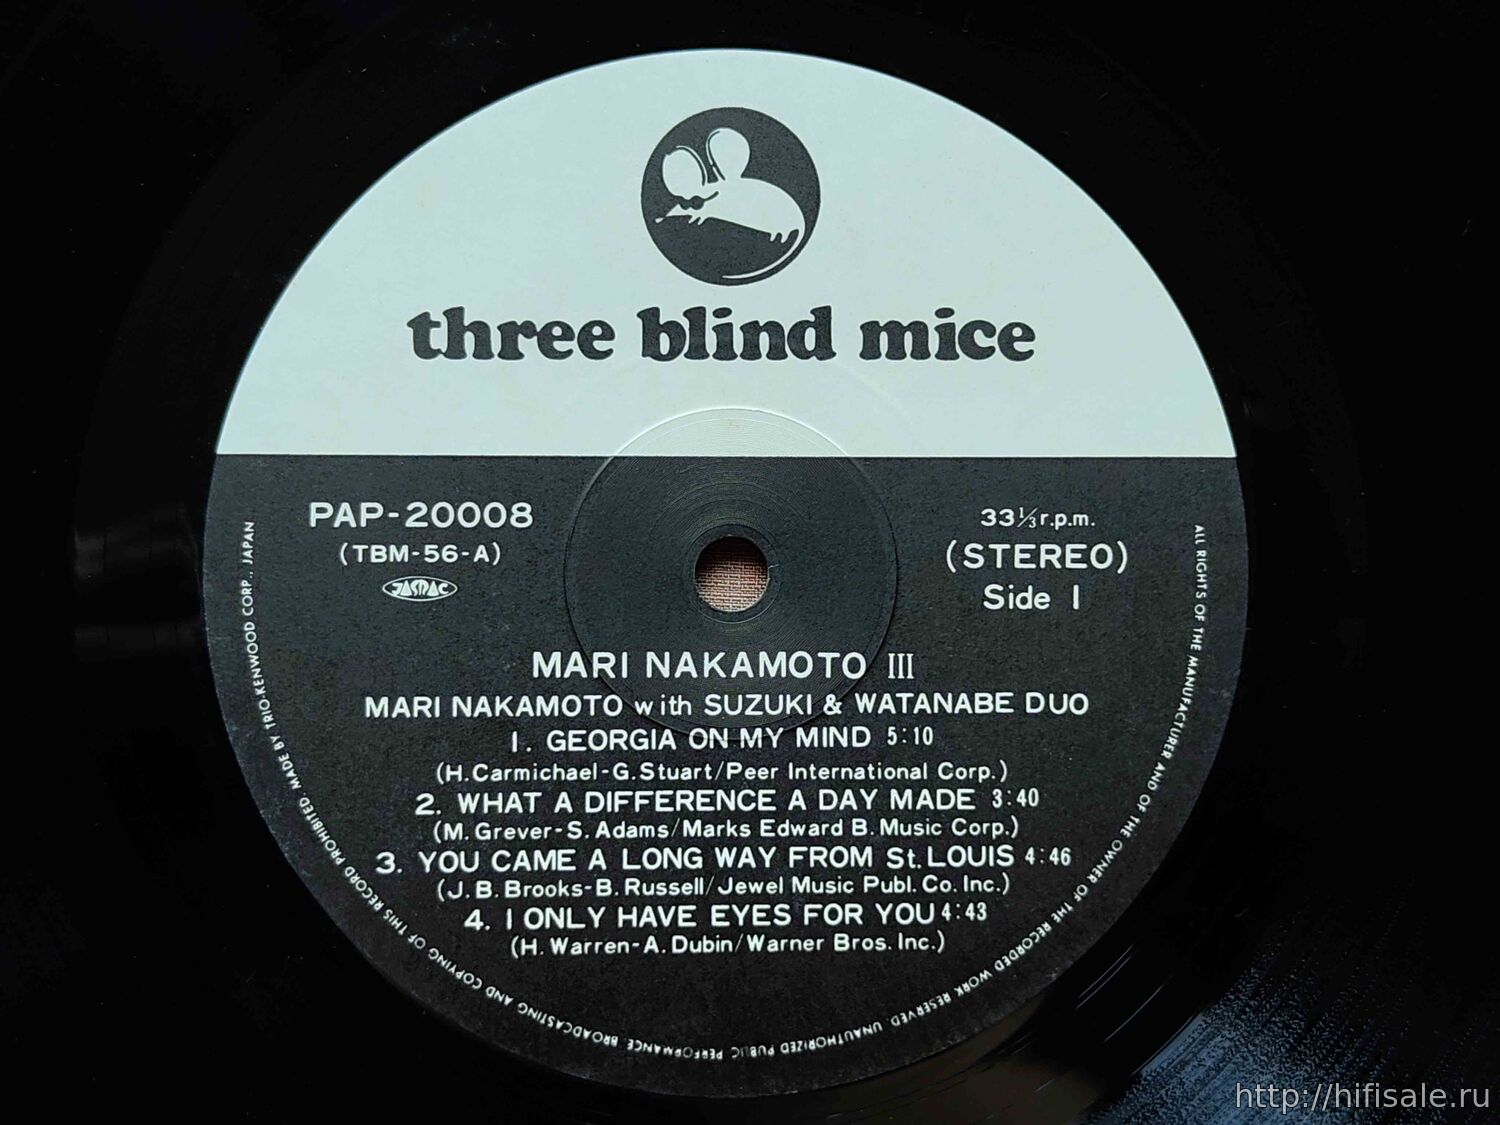 three blind mice
PAP-20008
(TBM-56-A)
JASRAC
33⅓r.p.m.
(STEREO)
Side 1
MARI NAKAMOTO III
MARI NAKAMOTO with SUZUKI & WATANABE DUO
1. GEORGIA ON MY MIND 5:10
(H.Carmichael-G.Stuart/Peer International Corp.)
2. WHAT A DIFFERENCE A DAY MADE 3:40
(M. Grever-S. Adams/Marks Edward B. Music Corp.)
3. YOU CAME A LONG WAY FROM St. LOUIS 4:46
(J.B. Brooks-B. Russell/Jewel Music Publ. Co. Inc.)
4. I ONLY HAVE EYES FOR YOU 4:43
(H. Warren-A. Dubin/Warner Bros. Inc.)
ALL RIGHTS OF THE MANUFACTURER AND OF THE OWNER OF THE RECORDED WORK RESERVED. UNAUTHORIZED PUBLIC PERFORMANCE, BROADCASTING AND COPYING OF THIS RECORD PROHIBITED. MADE BY TRIO-KENWOOD CORP., JAPAN
http://hifisale.ru